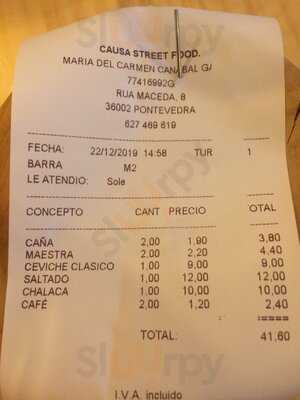 CAUSA STREET FOOD.
MARIA DEL CARMEN CANABAL G/
77416992G
RUA MACEDA, 8
36002 PONTEVEDRA
627 469 619
FECHA: 22/12/2019 14:58 TUR 1
BARRA M2
LE ATENDIO: Sole
CONCEPTO CANT PRECIO OTAL
CAÑA 2,00 1,90 3,80
MAESTRA 2,00 2,20 4,40
CEVICHE CLASICO 1,00 9,00 9,00
SALTADO 1,00 12,00 12,00
CHALACA 1,00 10,00 10,00
CAFÉ 2,00 1,20 2,40
TOTAL: 41,60
I.V.A. incluido
Sluurpy